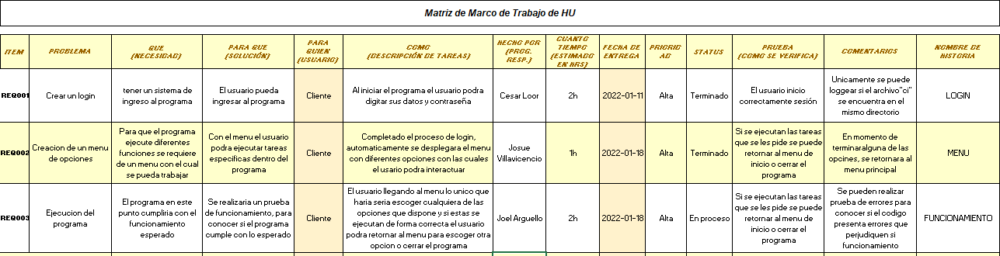 Matriz de Marco de Trabajo de HU
ITEM
PROBLEMA
QUE
(NECESIDAD)
PARA QUE
(SOLUCIÓN)
PARA
QUIEN
(USUARIO)
COMO
(DESCRIPCIÓN DE TAREAS)
HECHO POR
(PROG.
RESP.)
CUANTO
TIEMPO
(ESTIMADO
EN HRS)
FECHA DE
ENTREGA
PRIORID
AD
STATUS
PRUEBA
(COMO SE VERIFICA)
COMENTARIOS
NOMBRE DE
HISTORIA
REQ001
Crear un login
tener un sistema de
ingreso al programa
El usuario pueda
ingresar al programa
Cliente
Al iniciar el programa el usuario podra
digitar sus datos y contraseña
Cesar Loor
2h
2022-01-11
Alta
Terminado
El usuario inicio
correctamente sesión
Unicamente se puede
loggear si el archivo"ci"
se encuentra en el
mismo directorio
LOGIN
REQ002
Creacion de un menu
de opciones
Para que el programa
ejecute diferentes
funciones se requiere
de un menu con el cual
se pueda trabajar
Con el menu el usuario
podra ejecutar tareas
especificas dentro del
programa
Cliente
Completado el proceso de login,
automaticamente se desplegara el menu
con diferentes opciones con las cuales
el usario podra interactuar
Josue
Villavicencio
1h
2022-01-18
Alta
Terminado
Si se ejecutan las tareas
que se les pide se puede
retornar al menu de
inicio o cerrar el
programa
En momento de
terminaralguna de las
opcines, se retornara al
menu principal
MENU
REQ003
Ejecucion del
programa
El programa en este
punto cumpliria con el
funcionamiento
esperado
Se realizaria un prueba
de funcionamiento, para
conocer si el programa
cumple con lo esperado
Cliente
El usuario llegando al menu lo unico que
haria seria escoger cualquiera de las
opciones que dispone y si estas se
ejecutan de forma correcta el usuario
podra retornar al menu para escoger otra
opcion o cerrar el programa
Joel Arguello
2h
2022-01-18
Alta
En proceso
Si se ejecutan las tareas
que se les pide se puede
retornar al menu de
inicio o cerrar el
programa
Se pueden realizar
prueba de errores para
conocer si el codigo
presenta errores que
perjudiquen si
funcionamiento
FUNCIONAMIENTO